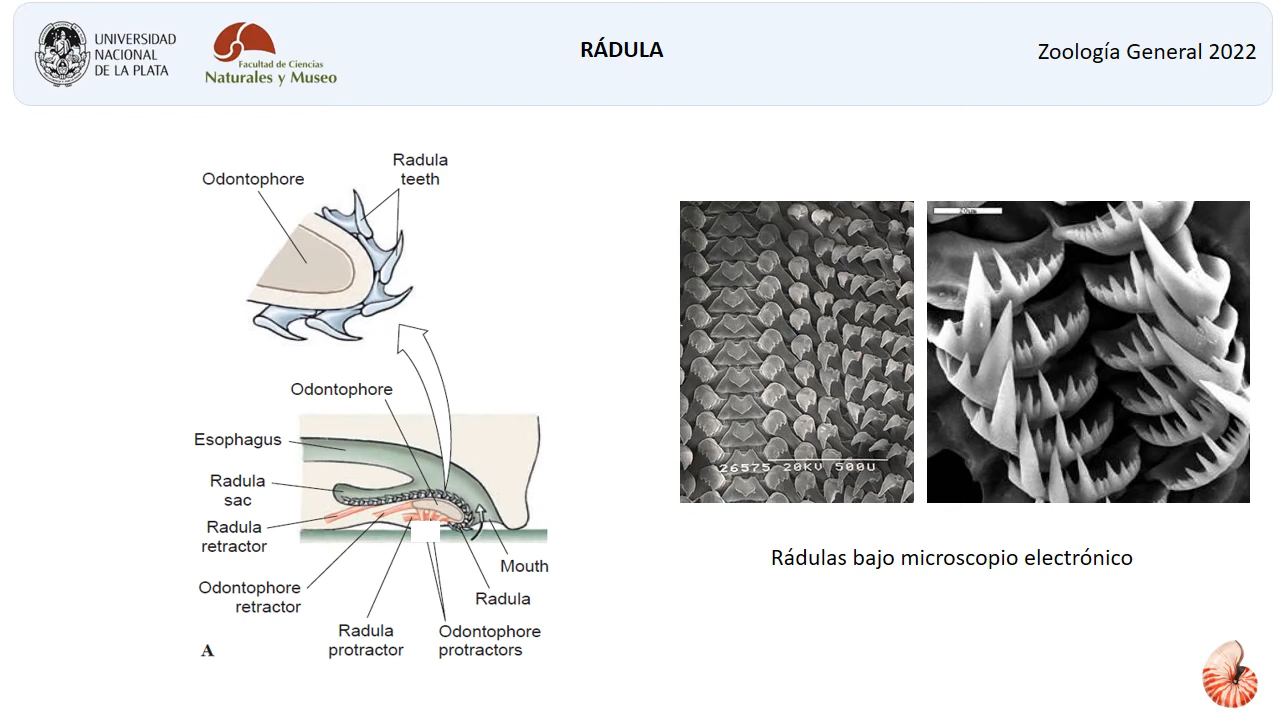 UNIVERSIDAD
NACIONAL
DE LA PLATA
Facultad de Ciencias
Naturales y Museo
RÁDULA
Zoología General 2022
Radula
teeth
Odontophore
Odontophore
Esophagus
Radula
sac
Radula
retractor
Odontophore
retractor
Radula
protractor
Odontophore
protractors
Radula
Mouth
A
26575 20KV 500U
20µm
Rádulas bajo microscopio electrónico